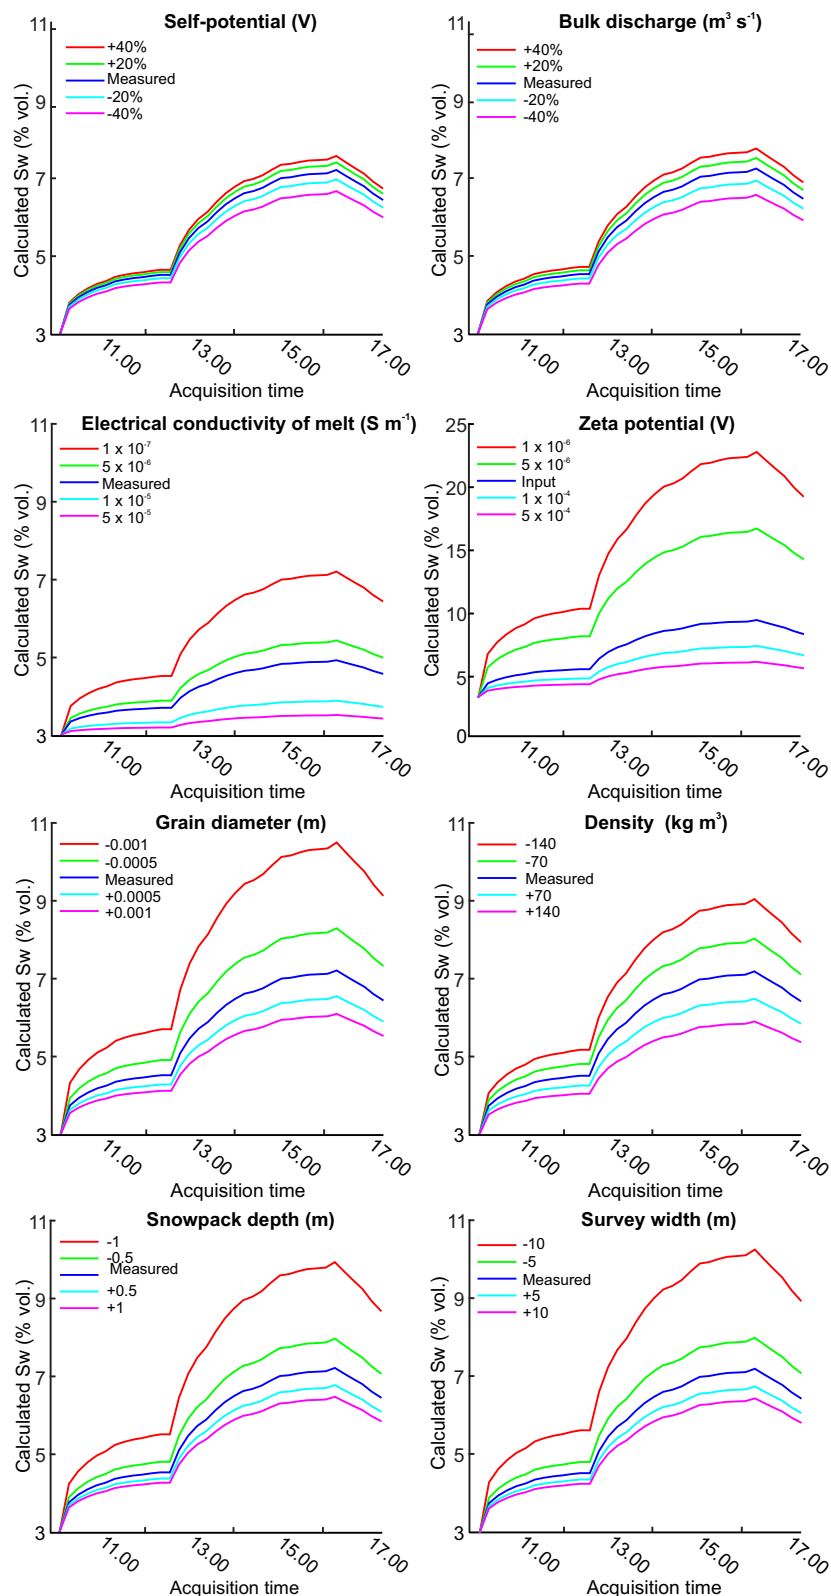 Self-potential (V)
11
9
7
5
3
+40%
+20%
Measured
-20%
-40%
Calculated Sw (% vol.)
11.00
13.00
15.00
17.00
Acquisition time
Bulk discharge (m³ s⁻¹)
11
9
7
5
3
+40%
+20%
Measured
-20%
-40%
Calculated Sw (% vol.)
11.00
13.00
15.00
17.00
Acquisition time
Electrical conductivity of melt (S m⁻¹)
11
9
7
5
3
1 x 10⁻⁷
5 x 10⁻⁶
Measured
1 x 10⁻⁵
5 x 10⁻⁵
Calculated Sw (% vol.)
11.00
13.00
15.00
17.00
Acquisition time
Zeta potential (V)
25
20
15
10
5
0
1 x 10⁻⁶
5 x 10⁻⁶
Input
1 x 10⁻⁴
5 x 10⁻⁴
Calculated Sw (% vol.)
11.00
13.00
15.00
17.00
Acquisition time
Grain diameter (m)
11
9
7
5
3
-0.001
-0.0005
Measured
+0.0005
+0.001
Calculated Sw (% vol.)
11.00
13.00
15.00
17.00
Acquisition time
Density (kg m³)
11
9
7
5
3
-140
-70
Measured
+70
+140
Calculated Sw (% vol.)
11.00
13.00
15.00
17.00
Acquisition time
Snowpack depth (m)
11
9
7
5
3
-1
-0.5
Measured
+0.5
+1
Calculated Sw (% vol.)
11.00
13.00
15.00
17.00
Acquisition time
Survey width (m)
11
9
7
5
3
-10
-5
Measured
+5
+10
Calculated Sw (% vol.)
11.00
13.00
15.00
17.00
Acquisition time